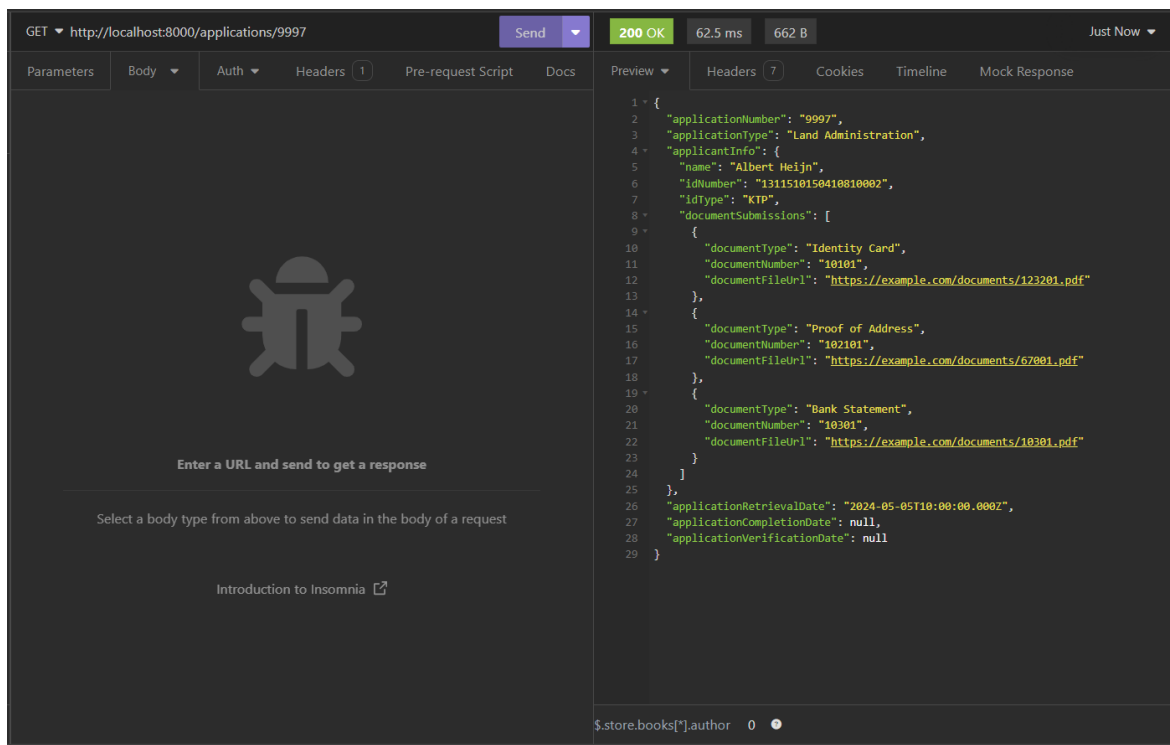 GET http://localhost:8000/applications/9997 Send
200 OK 62.5 ms 662 B Just Now
Parameters Body Auth Headers 1 Pre-request Script Docs
Preview Headers 7 Cookies Timeline Mock Response
Enter a URL and send to get a response
Select a body type from above to send data in the body of a request
Introduction to Insomnia
1 {
2 "applicationNumber": "9997",
3 "applicationType": "Land Administration",
4 "applicantInfo": {
5 "name": "Albert Heijn",
6 "idNumber": "1311510150410810002",
7 "idType": "KTP",
8 "documentSubmissions": [
9 {
10 "documentType": "Identity Card",
11 "documentNumber": "10101",
12 "documentFileUrl": "https://example.com/documents/123201.pdf"
13 },
14 {
15 "documentType": "Proof of Address",
16 "documentNumber": "102101",
17 "documentFileUrl": "https://example.com/documents/67001.pdf"
18 },
19 {
20 "documentType": "Bank Statement",
21 "documentNumber": "10301",
22 "documentFileUrl": "https://example.com/documents/10301.pdf"
23 }
24 ]
25 },
26 "applicationRetrievalDate": "2024-05-05T10:00:00.000Z",
27 "applicationCompletionDate": null,
28 "applicationVerificationDate": null
29 }
$.store.books[*].author 0 ?